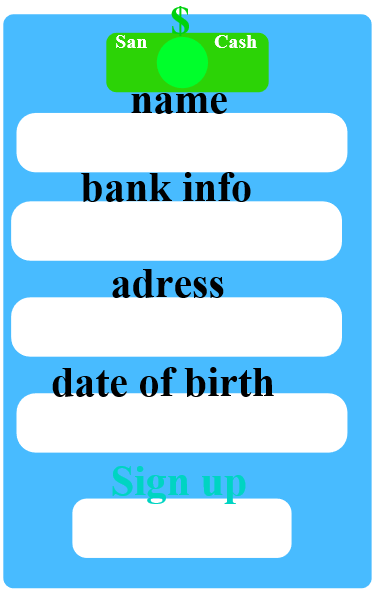 $
San Cash
name
bank info
adress
date of birth
Sign up